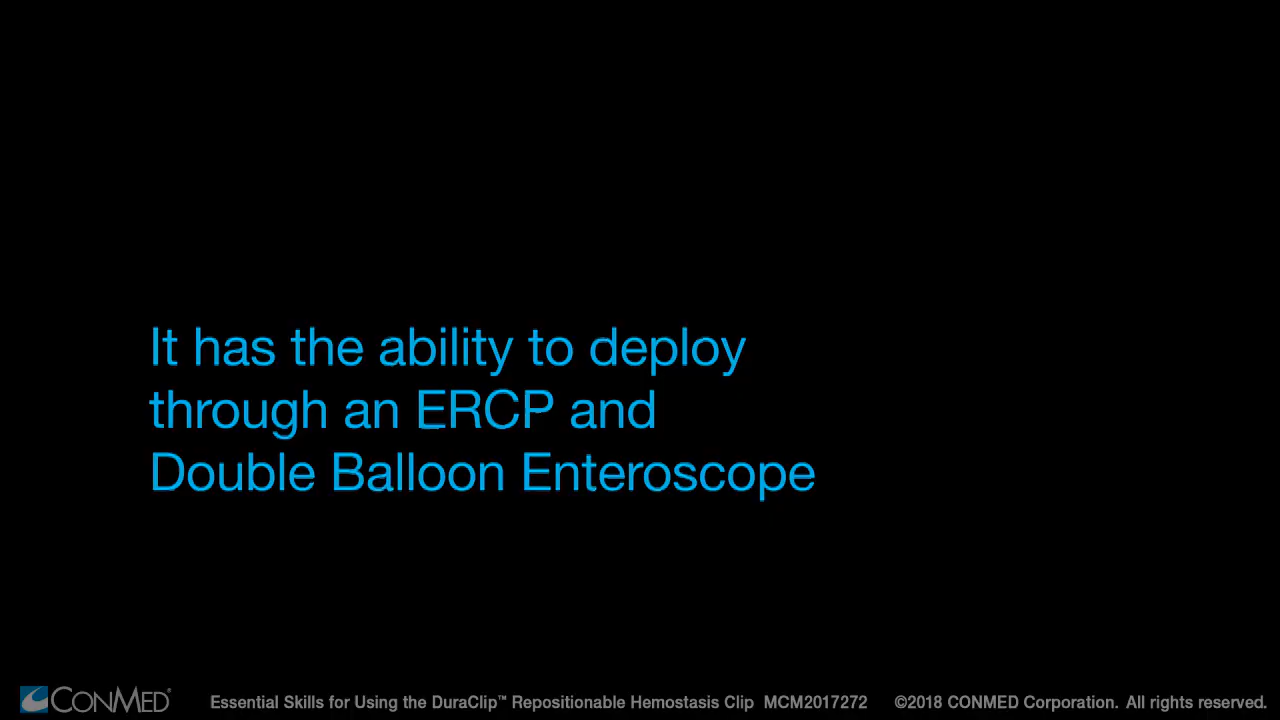 It has the ability to deploy
through an ERCP and
Double Balloon Enteroscope
CONMED® Essential Skills for Using the DuraClip™ Repositionable Hemostasis Clip MCM2017272 ©2018 CONMED Corporation. All rights reserved.